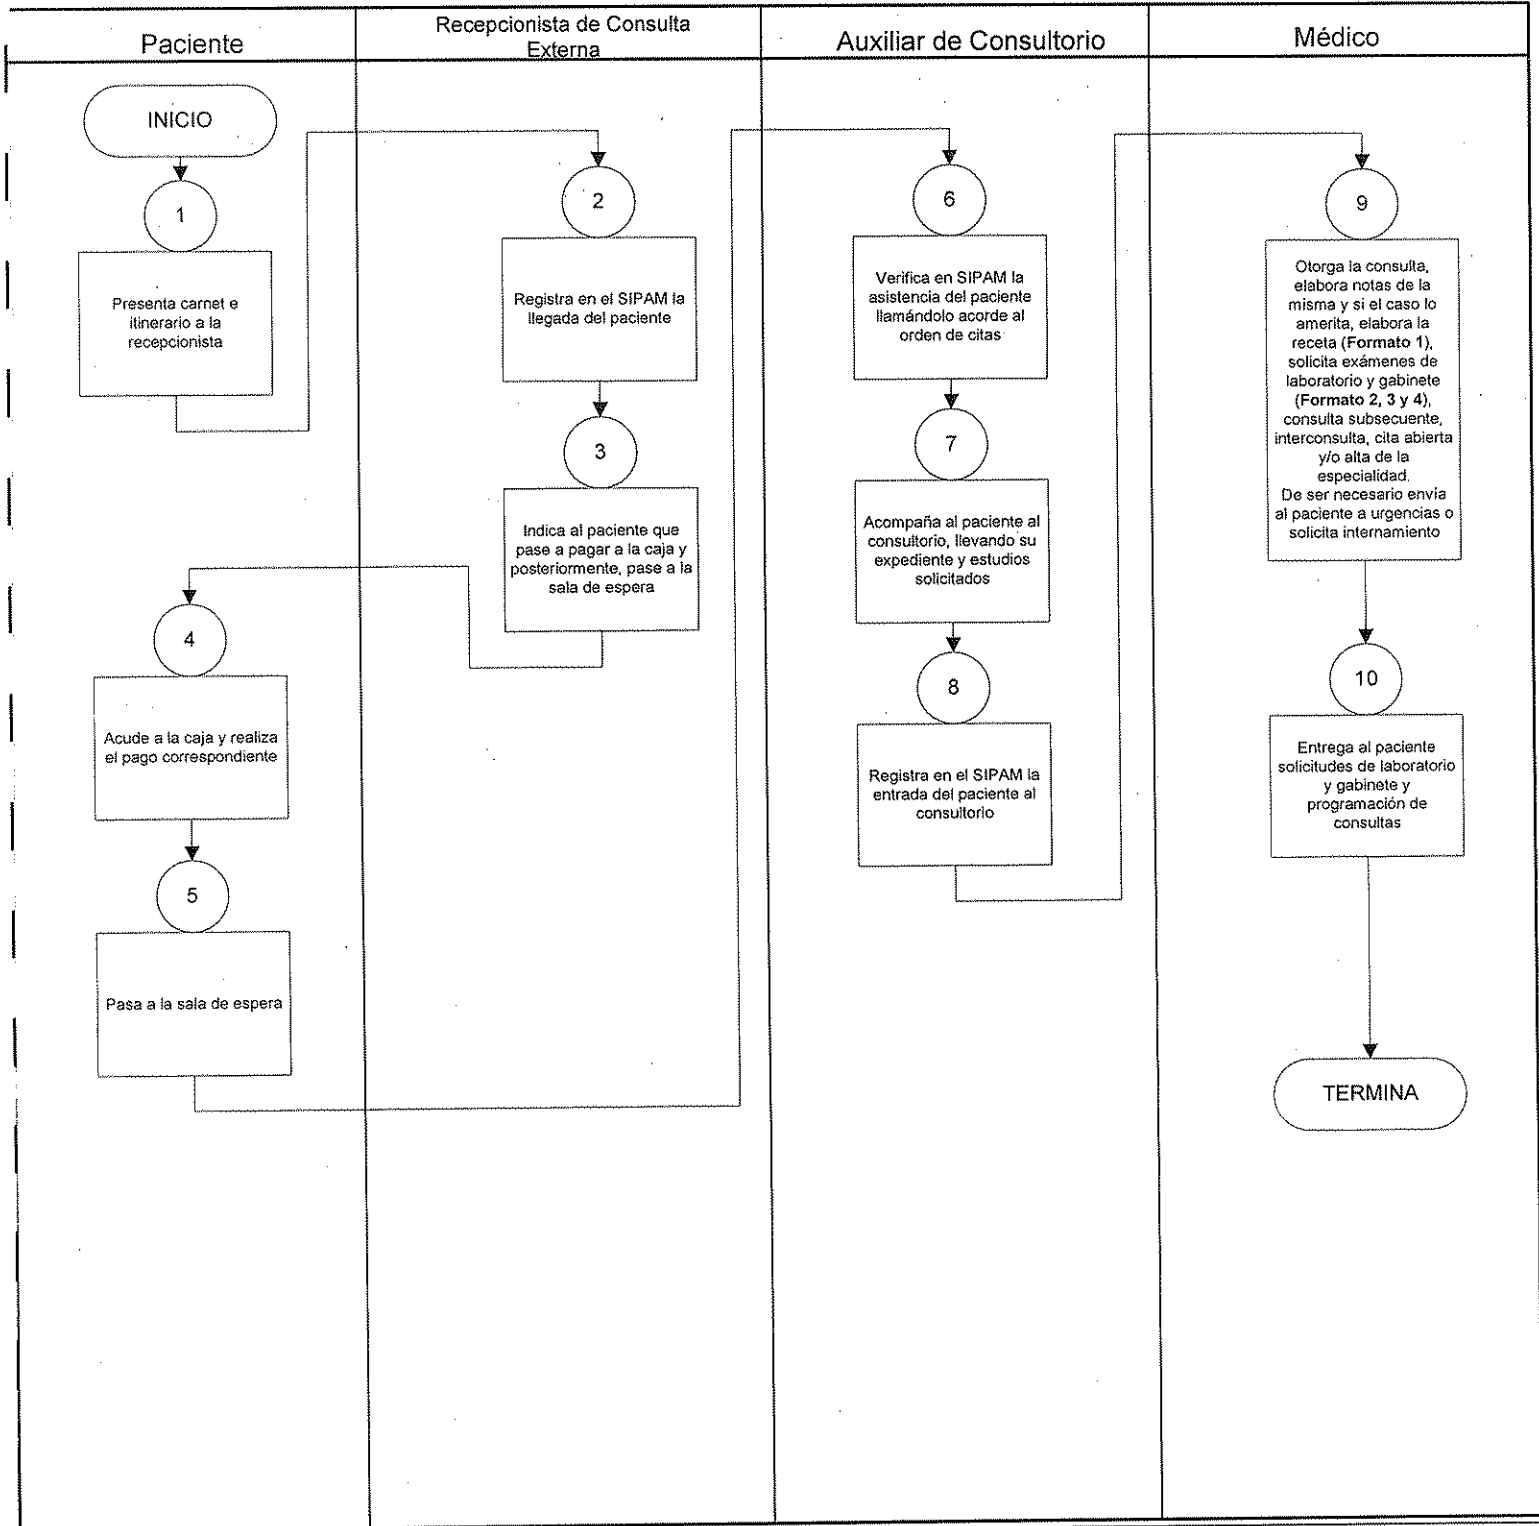 Paciente
Recepcionista de Consulta
Externa
Auxiliar de Consultorio
Médico
INICIO
1
Presenta carnet e
itinerario a la
recepcionista
2
Registra en el SIPAM la
llegada del paciente
3
Indica al paciente que
pase a pagar a la caja y
posteriormente, pase a la
sala de espera
4
Acude a la caja y realiza
el pago correspondiente
5
Pasa a la sala de espera
6
Verifica en SIPAM la
asistencia del paciente
llamándolo acorde al
orden de citas
7
Acompaña al paciente al
consultorio, llevando su
expediente y estudios
solicitados
8
Registra en el SIPAM la
entrada del paciente al
consultorio
9
Otorga la consulta,
elabora notas de la
misma y si el caso lo
amerita, elabora la
receta (Formato 1),
solicita exámenes de
laboratorio y gabinete
(Formato 2, 3 y 4),
consulta subsecuente,
interconsulta, cita abierta
y/o alta de la
especialidad.
De ser necesario envía
al paciente a urgencias o
solicita internamiento
10
Entrega al paciente
solicitudes de laboratorio
y gabinete y
programación de
consultas
TERMINA